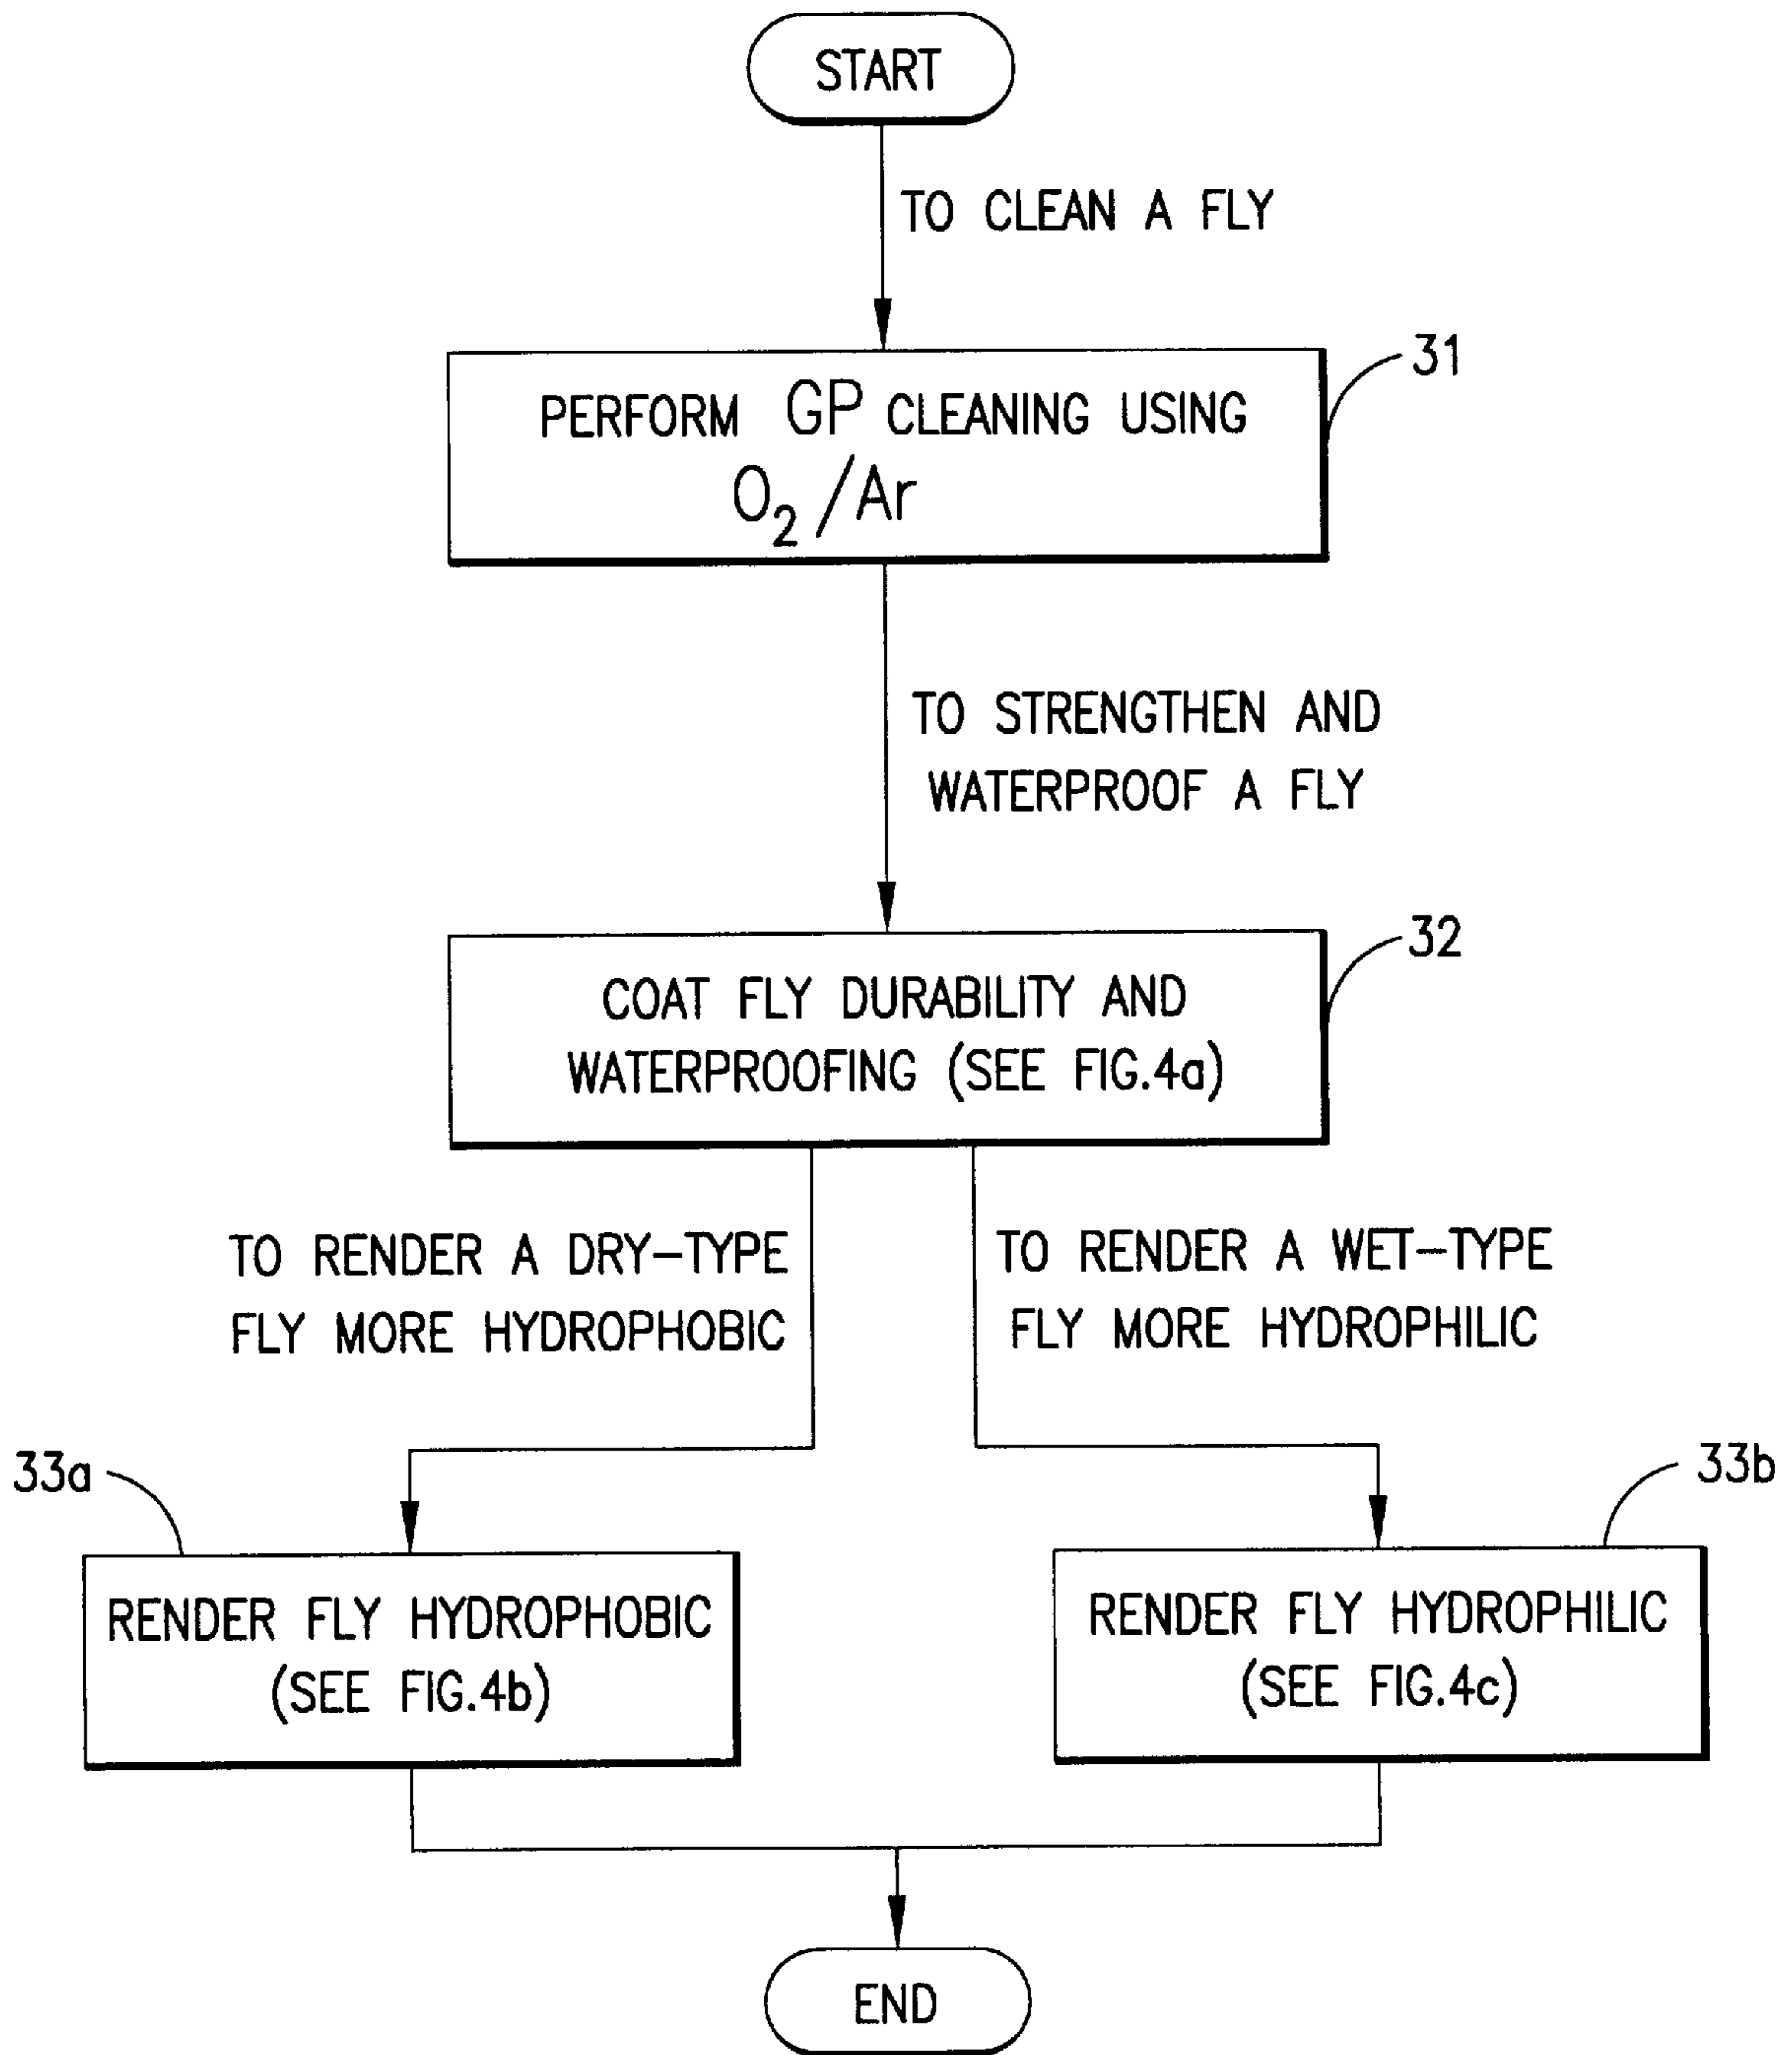 START
TO CLEAN A FLY
31
PERFORM GP CLEANING USING
O₂/Ar
TO STRENGTHEN AND
WATERPROOF A FLY
32
COAT FLY DURABILITY AND
WATERPROOFING (SEE FIG.4a)
TO RENDER A DRY-TYPE
FLY MORE HYDROPHOBIC
TO RENDER A WET-TYPE
FLY MORE HYDROPHILIC
33a
RENDER FLY HYDROPHOBIC
(SEE FIG.4b)
33b
RENDER FLY HYDROPHILIC
(SEE FIG.4c)
END